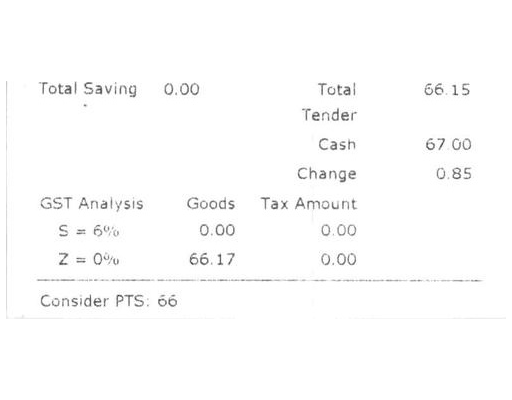 Total Saving 0.00 Total 66.15
Tender
Cash 67.00
Change 0.85
GST Analysis Goods Tax Amount
S = 6% 0.00 0.00
Z = 0% 66.17 0.00
Consider PTS: 66